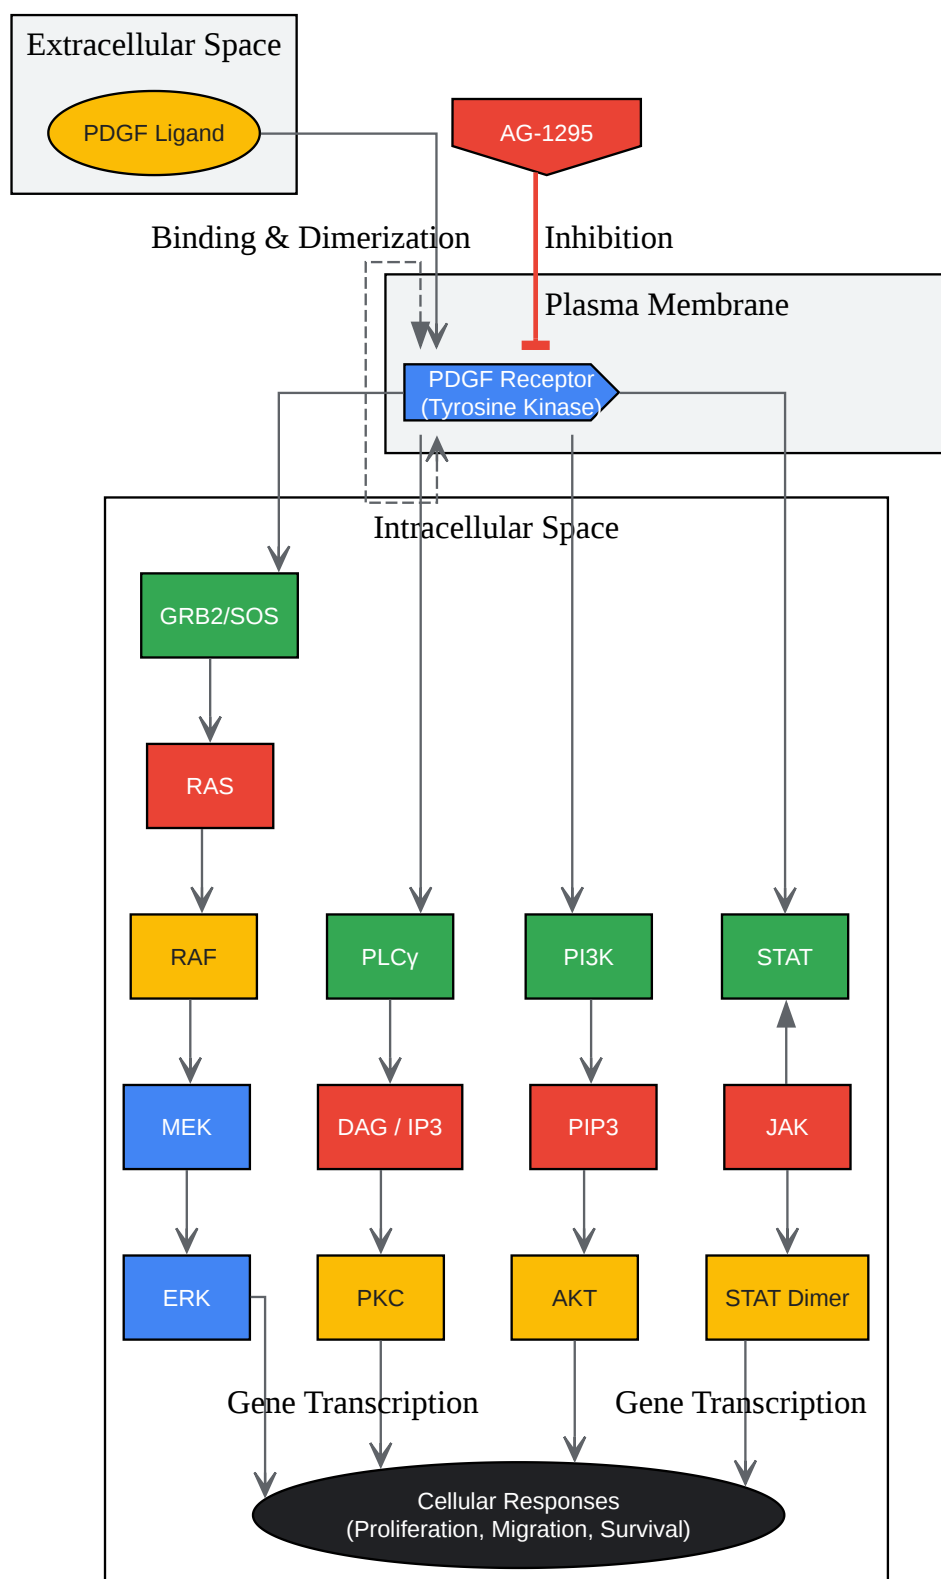 Extracellular Space
PDGF Ligand
AG-1295
Binding & Dimerization
Inhibition
Plasma Membrane
PDGF Receptor
(Tyrosine Kinase)
Intracellular Space
GRB2/SOS
RAS
RAF
PLCγ
PI3K
STAT
MEK
DAG / IP3
PIP3
JAK
ERK
PKC
AKT
STAT Dimer
Gene Transcription
Gene Transcription
Cellular Responses
(Proliferation, Migration, Survival)